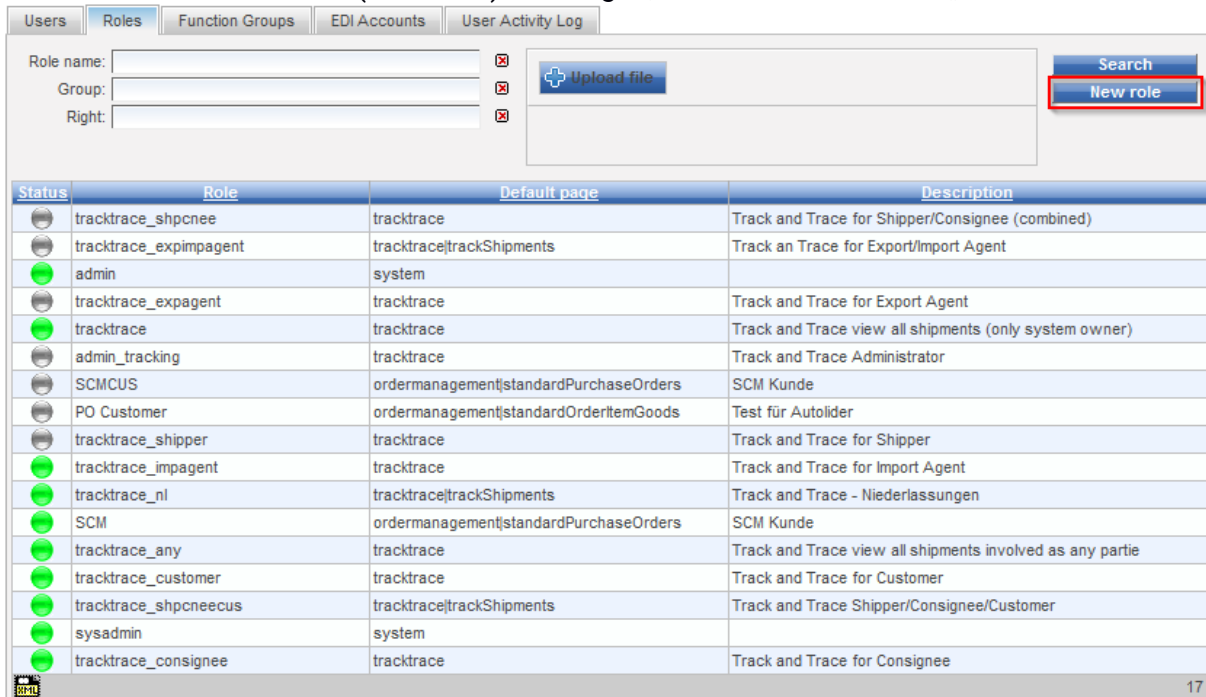 Users Roles Function Groups EDI Accounts User Activity Log
Role name: Upload file Search
Group: New role
Right:
Status Role Default page Description
tracktrace_shpcnee tracktrace Track and Trace for Shipper/Consignee (combined)
tracktrace_expimpagent tracktrace|trackShipments Track an Trace for Export/Import Agent
admin system
tracktrace_expagent tracktrace Track and Trace for Export Agent
tracktrace tracktrace Track and Trace view all shipments (only system owner)
admin_tracking tracktrace Track and Trace Administrator
SCMCUS ordermanagement|standardPurchaseOrders SCM Kunde
PO Customer ordermanagement|standardOrderItemGoods Test für Autolider
tracktrace_shipper tracktrace Track and Trace for Shipper
tracktrace_impagent tracktrace Track and Trace for Import Agent
tracktrace_nl tracktrace|trackShipments Track and Trace - Niederlassungen
SCM ordermanagement|standardPurchaseOrders SCM Kunde
tracktrace_any tracktrace Track and Trace view all shipments involved as any partie
tracktrace_customer tracktrace Track and Trace for Customer
tracktrace_shpcneecus tracktrace|trackShipments Track and Trace Shipper/Consignee/Customer
sysadmin system
tracktrace_consignee tracktrace Track and Trace for Consignee
XML 17